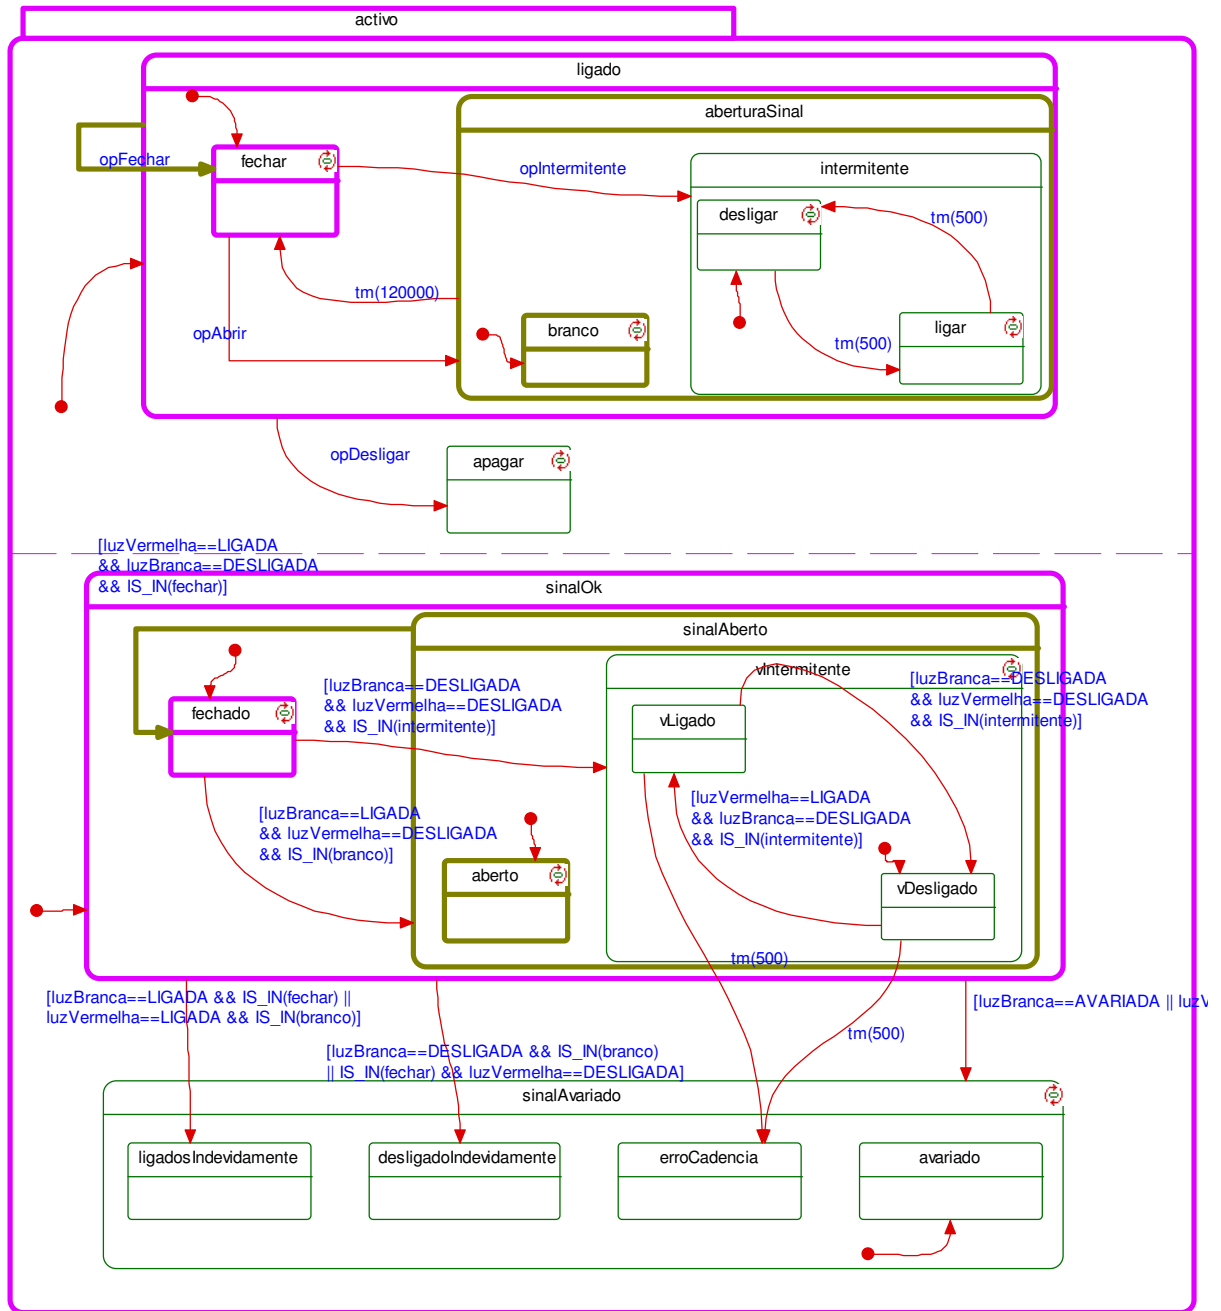 activo
ligado
aberturaSinal
opFechar
fechar
opIntermitente
intermitente
desligar
tm(500)
tm(120000)
opAbrir
branco
ligar
tm(500)
opDesligar
apagar
[luzVermelha==LIGADA
&& luzBranca==DESLIGADA
&& IS_IN(fechar)]
sinalOk
sinalAberto
vIntermitente
[luzBranca==DESLIGADA
&& luzVermelha==DESLIGADA
&& IS_IN(intermitente)]
fechado
[luzBranca==DESLIGADA
&& luzVermelha==DESLIGADA
&& IS_IN(intermitente)]
vLigado
[luzVermelha==LIGADA
&& luzBranca==DESLIGADA
&& IS_IN(intermitente)]
[luzBranca==LIGADA
&& luzVermelha==DESLIGADA
&& IS_IN(branco)]
aberto
vDesligado
tm(500)
[luzBranca==LIGADA && IS_IN(fechar) ||
luzVermelha==LIGADA && IS_IN(branco)]
[luzBranca==AVARIADA ||
tm(500)
[luzBranca==DESLIGADA && IS_IN(branco)
|| IS_IN(fechar) && luzVermelha==DESLIGADA]
sinalAvariado
ligadosIndevidamente
desligadoIndevidamente
erroCadencia
avariado